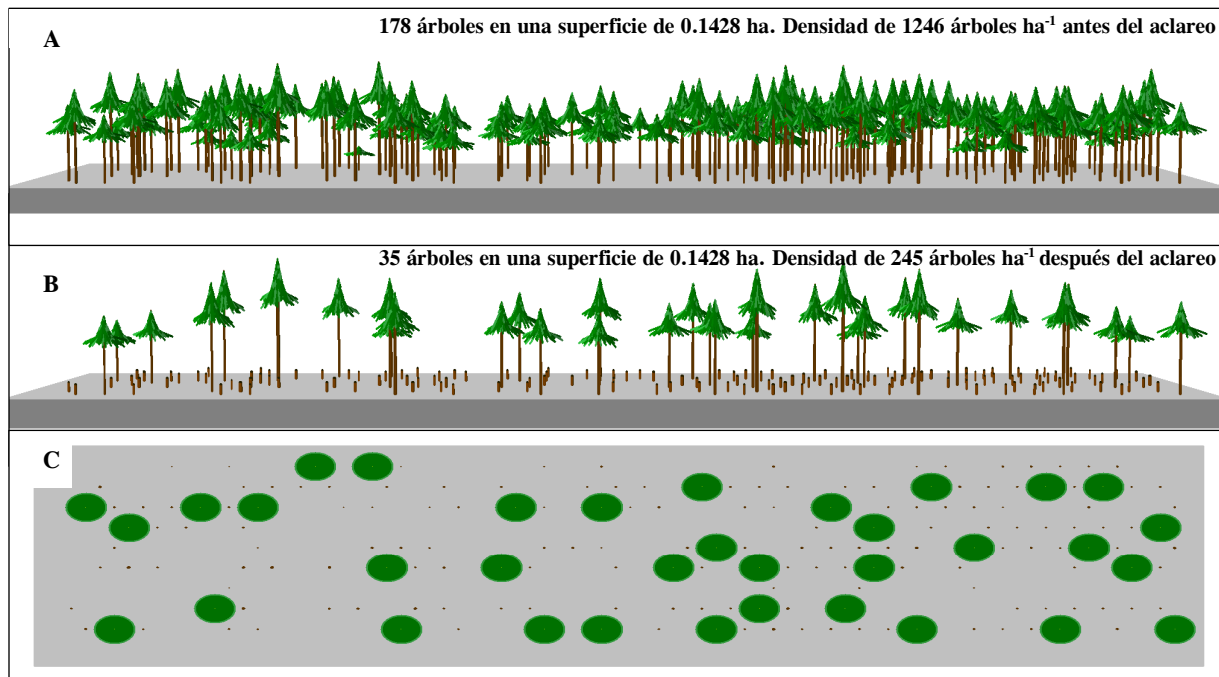 178 árboles en una superficie de 0.1428 ha. Densidad de 1246 árboles ha⁻¹ antes del aclareo
A
35 árboles en una superficie de 0.1428 ha. Densidad de 245 árboles ha⁻¹ después del aclareo
B
C